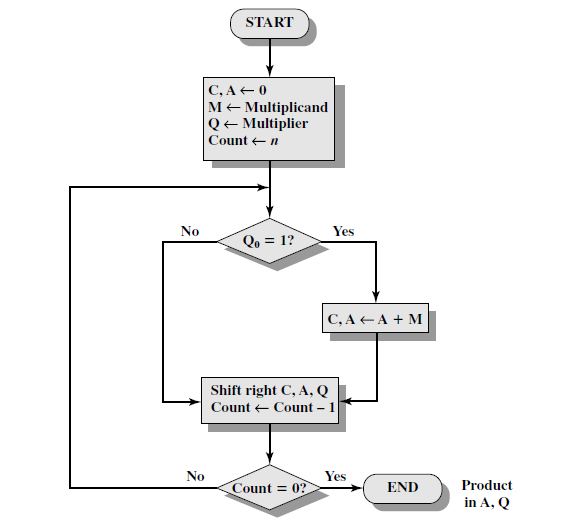 START
C, A ← 0
M ← Multiplicand
Q ← Multiplier
Count ← n
No
Q₀ = 1?
Yes
C, A ← A + M
Shift right C, A, Q
Count ← Count – 1
No
Count = 0?
Yes
END
Product
in A, Q